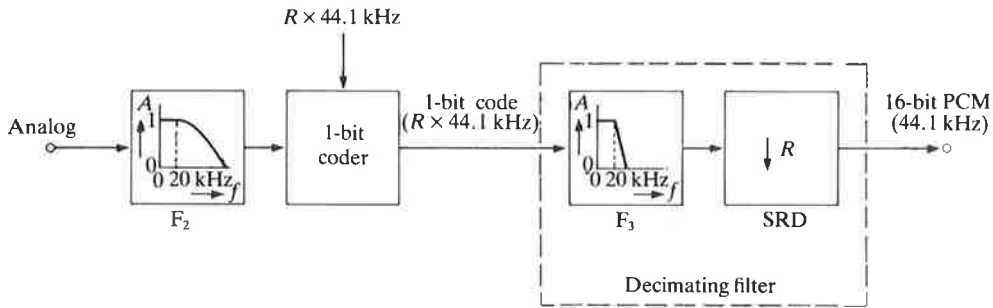 R × 44.1 kHz
Analog
A
1
0
0 20 kHz f
F₂
1-bit
coder
1-bit code
(R × 44.1 kHz)
A
1
0
0 20 kHz f
F₃
↓ R
SRD
Decimating filter
16-bit PCM
(44.1 kHz)